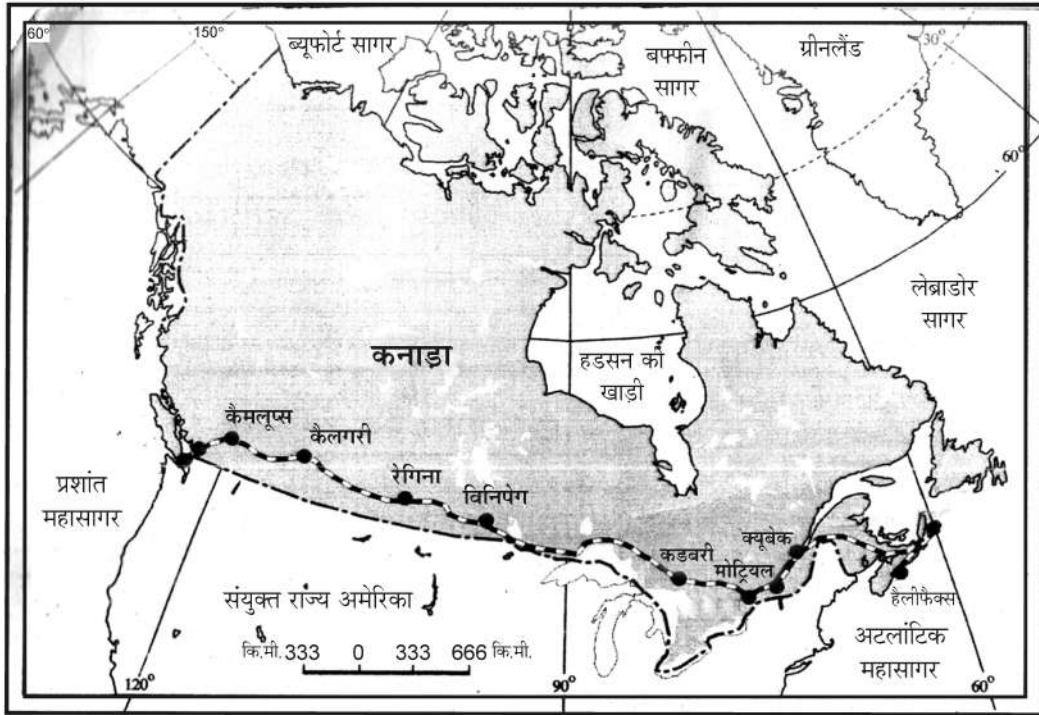 60°
150°
ब्यूफोर्ट सागर
बफ्फीन
सागर
ग्रीनलैंड
30°
60°
लेब्राडोर
सागर
कनाड़ा
हडसन की
खाड़ी
कैमलूप्स
कैलगरी
रेगिना
विनिपेग
प्रशांत
महासागर
क्यूबेक
कडबरी
मोट्रियल
हैलीफैक्स
संयुक्त रांज्य अमेरिका
अटलांटिक
महासागर
कि.मी. 333 0 333 666 कि.मी.
120°
90°
60°